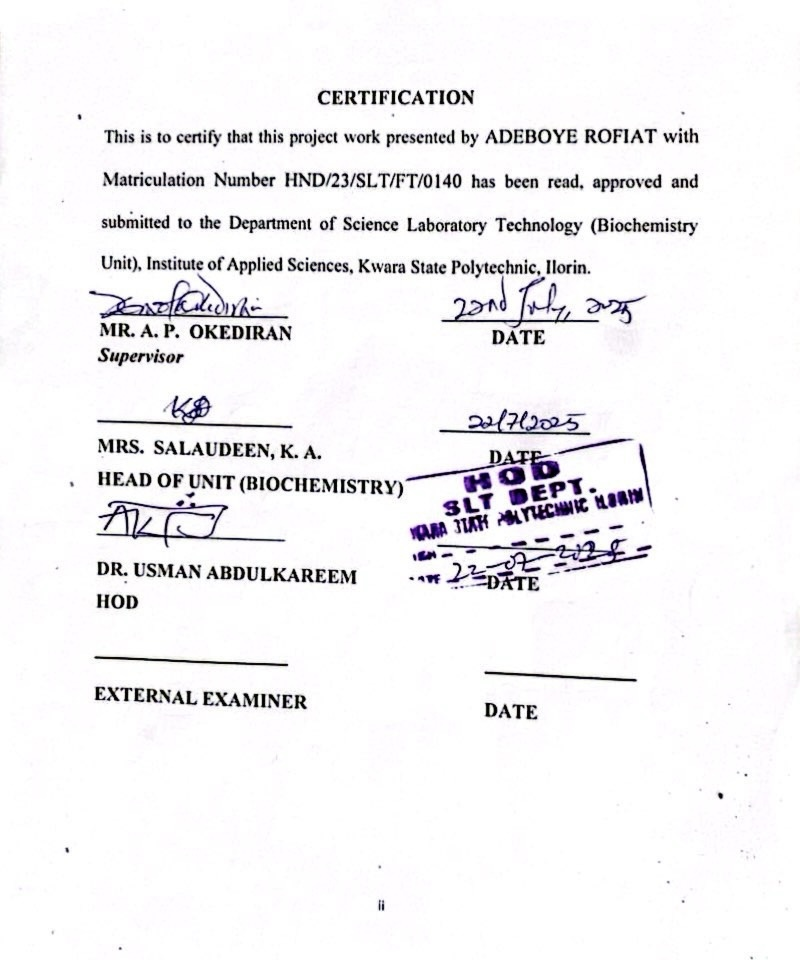 CERTIFICATION
This is to certify that this project work presented by ADEBOYE ROFIAT with
Matriculation Number HND/23/SLT/FT/0140 has been read, approved and
submitted to the Department of Science Laboratory Technology (Biochemistry
Unit), Institute of Applied Sciences, Kwara State Polytechnic, Ilorin.
22nd July, 2025
MR. A. P. OKEDIRAN
DATE
Supervisor
22/7/2025
MRS. SALAUDEEN, K. A.
DATE
HEAD OF UNIT (BIOCHEMISTRY)
HOD
SLT DEPT.
KWARA STATE POLYTECHNIC ILORIN
22-07-2025
DR. USMAN ABDULKAREEM
DATE
HOD
EXTERNAL EXAMINER
DATE
ii